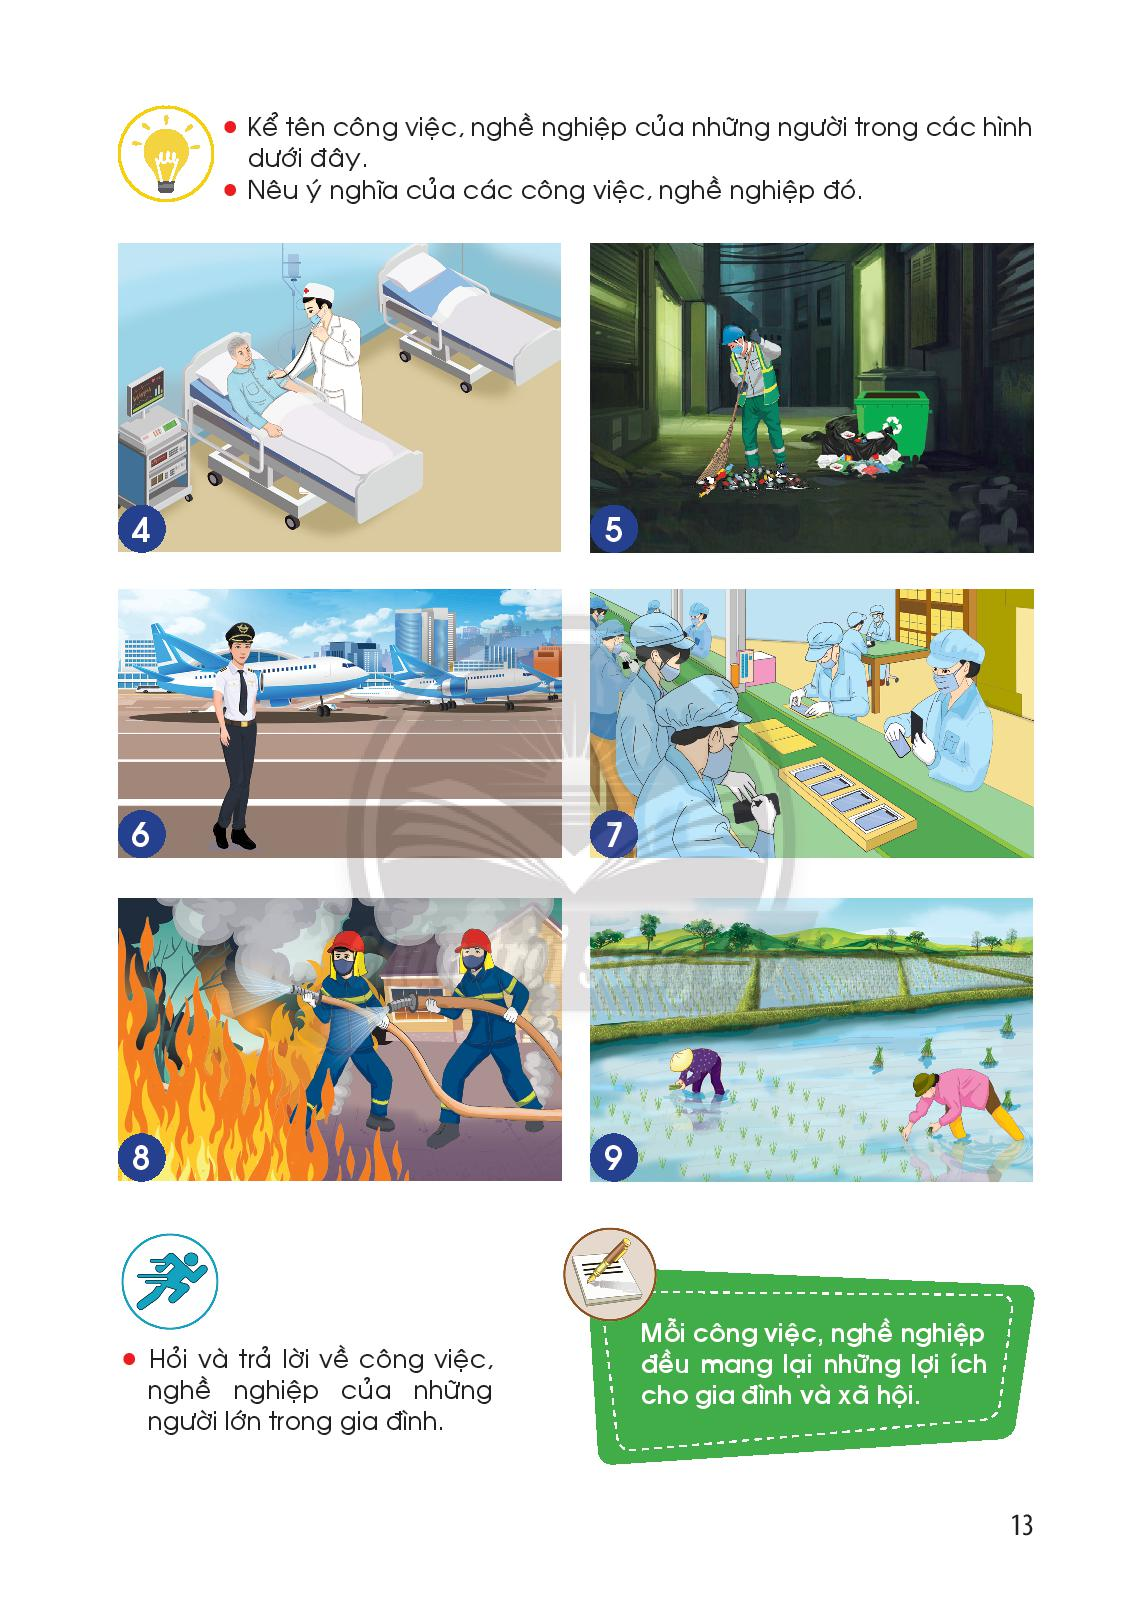 ● Kể tên công việc, nghề nghiệp của những người trong các hình
dưới đây.
● Nêu ý nghĩa của các công việc, nghề nghiệp đó.
4
5
6
7
8
9
● Hỏi và trả lời về công việc,
nghề nghiệp của những
người lớn trong gia đình.
Mỗi công việc, nghề nghiệp
đều mang lại những lợi ích
cho gia đình và xã hội.
13